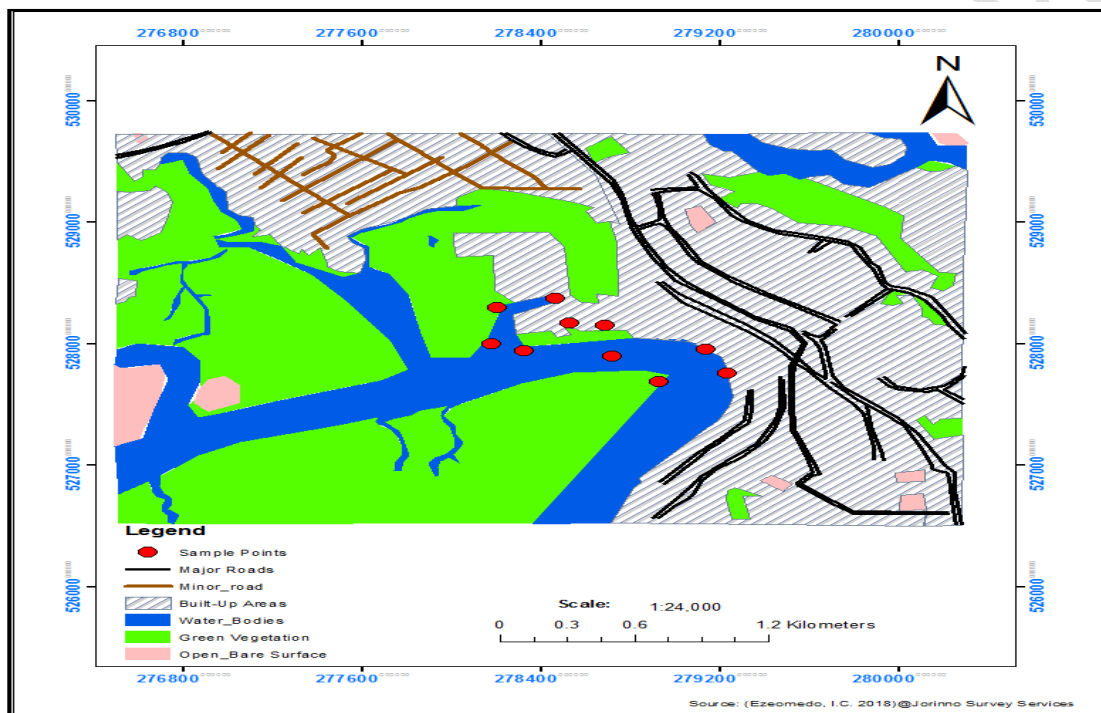 276800 277600 278400 279200 280000
N
530000 530000
529000 529000
528000 528000
527000 527000
526000 526000
Legend
Sample Points
Major Roads
Minor_road
Built-Up Areas
Water_Bodies
Green Vegetation
Open_Bare Surface
Scale: 1:24,000
0 0.3 0.6 1.2 Kilometers
276800 277600 278400 279200 280000
Source: (Ezeomedo, I.C. 2018)@Jorinno Survey Services